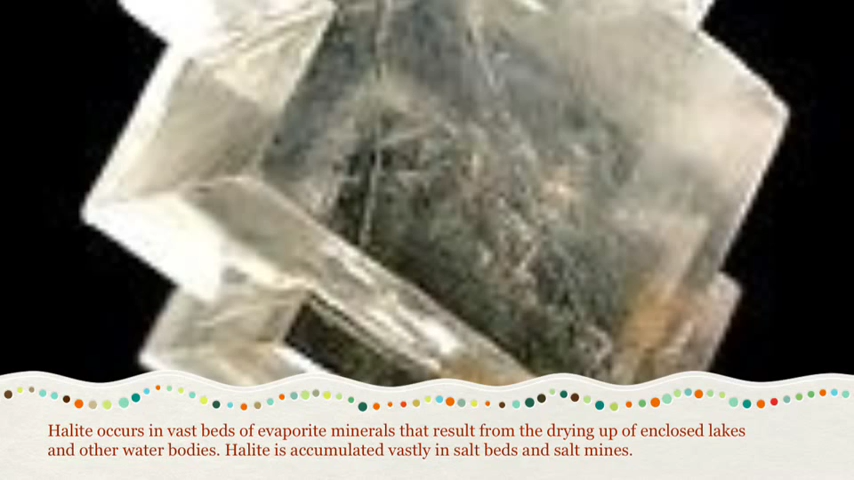 Halite occurs in vast beds of evaporite minerals that result from the drying up of enclosed lakes
and other water bodies. Halite is accumulated vastly in salt beds and salt mines.